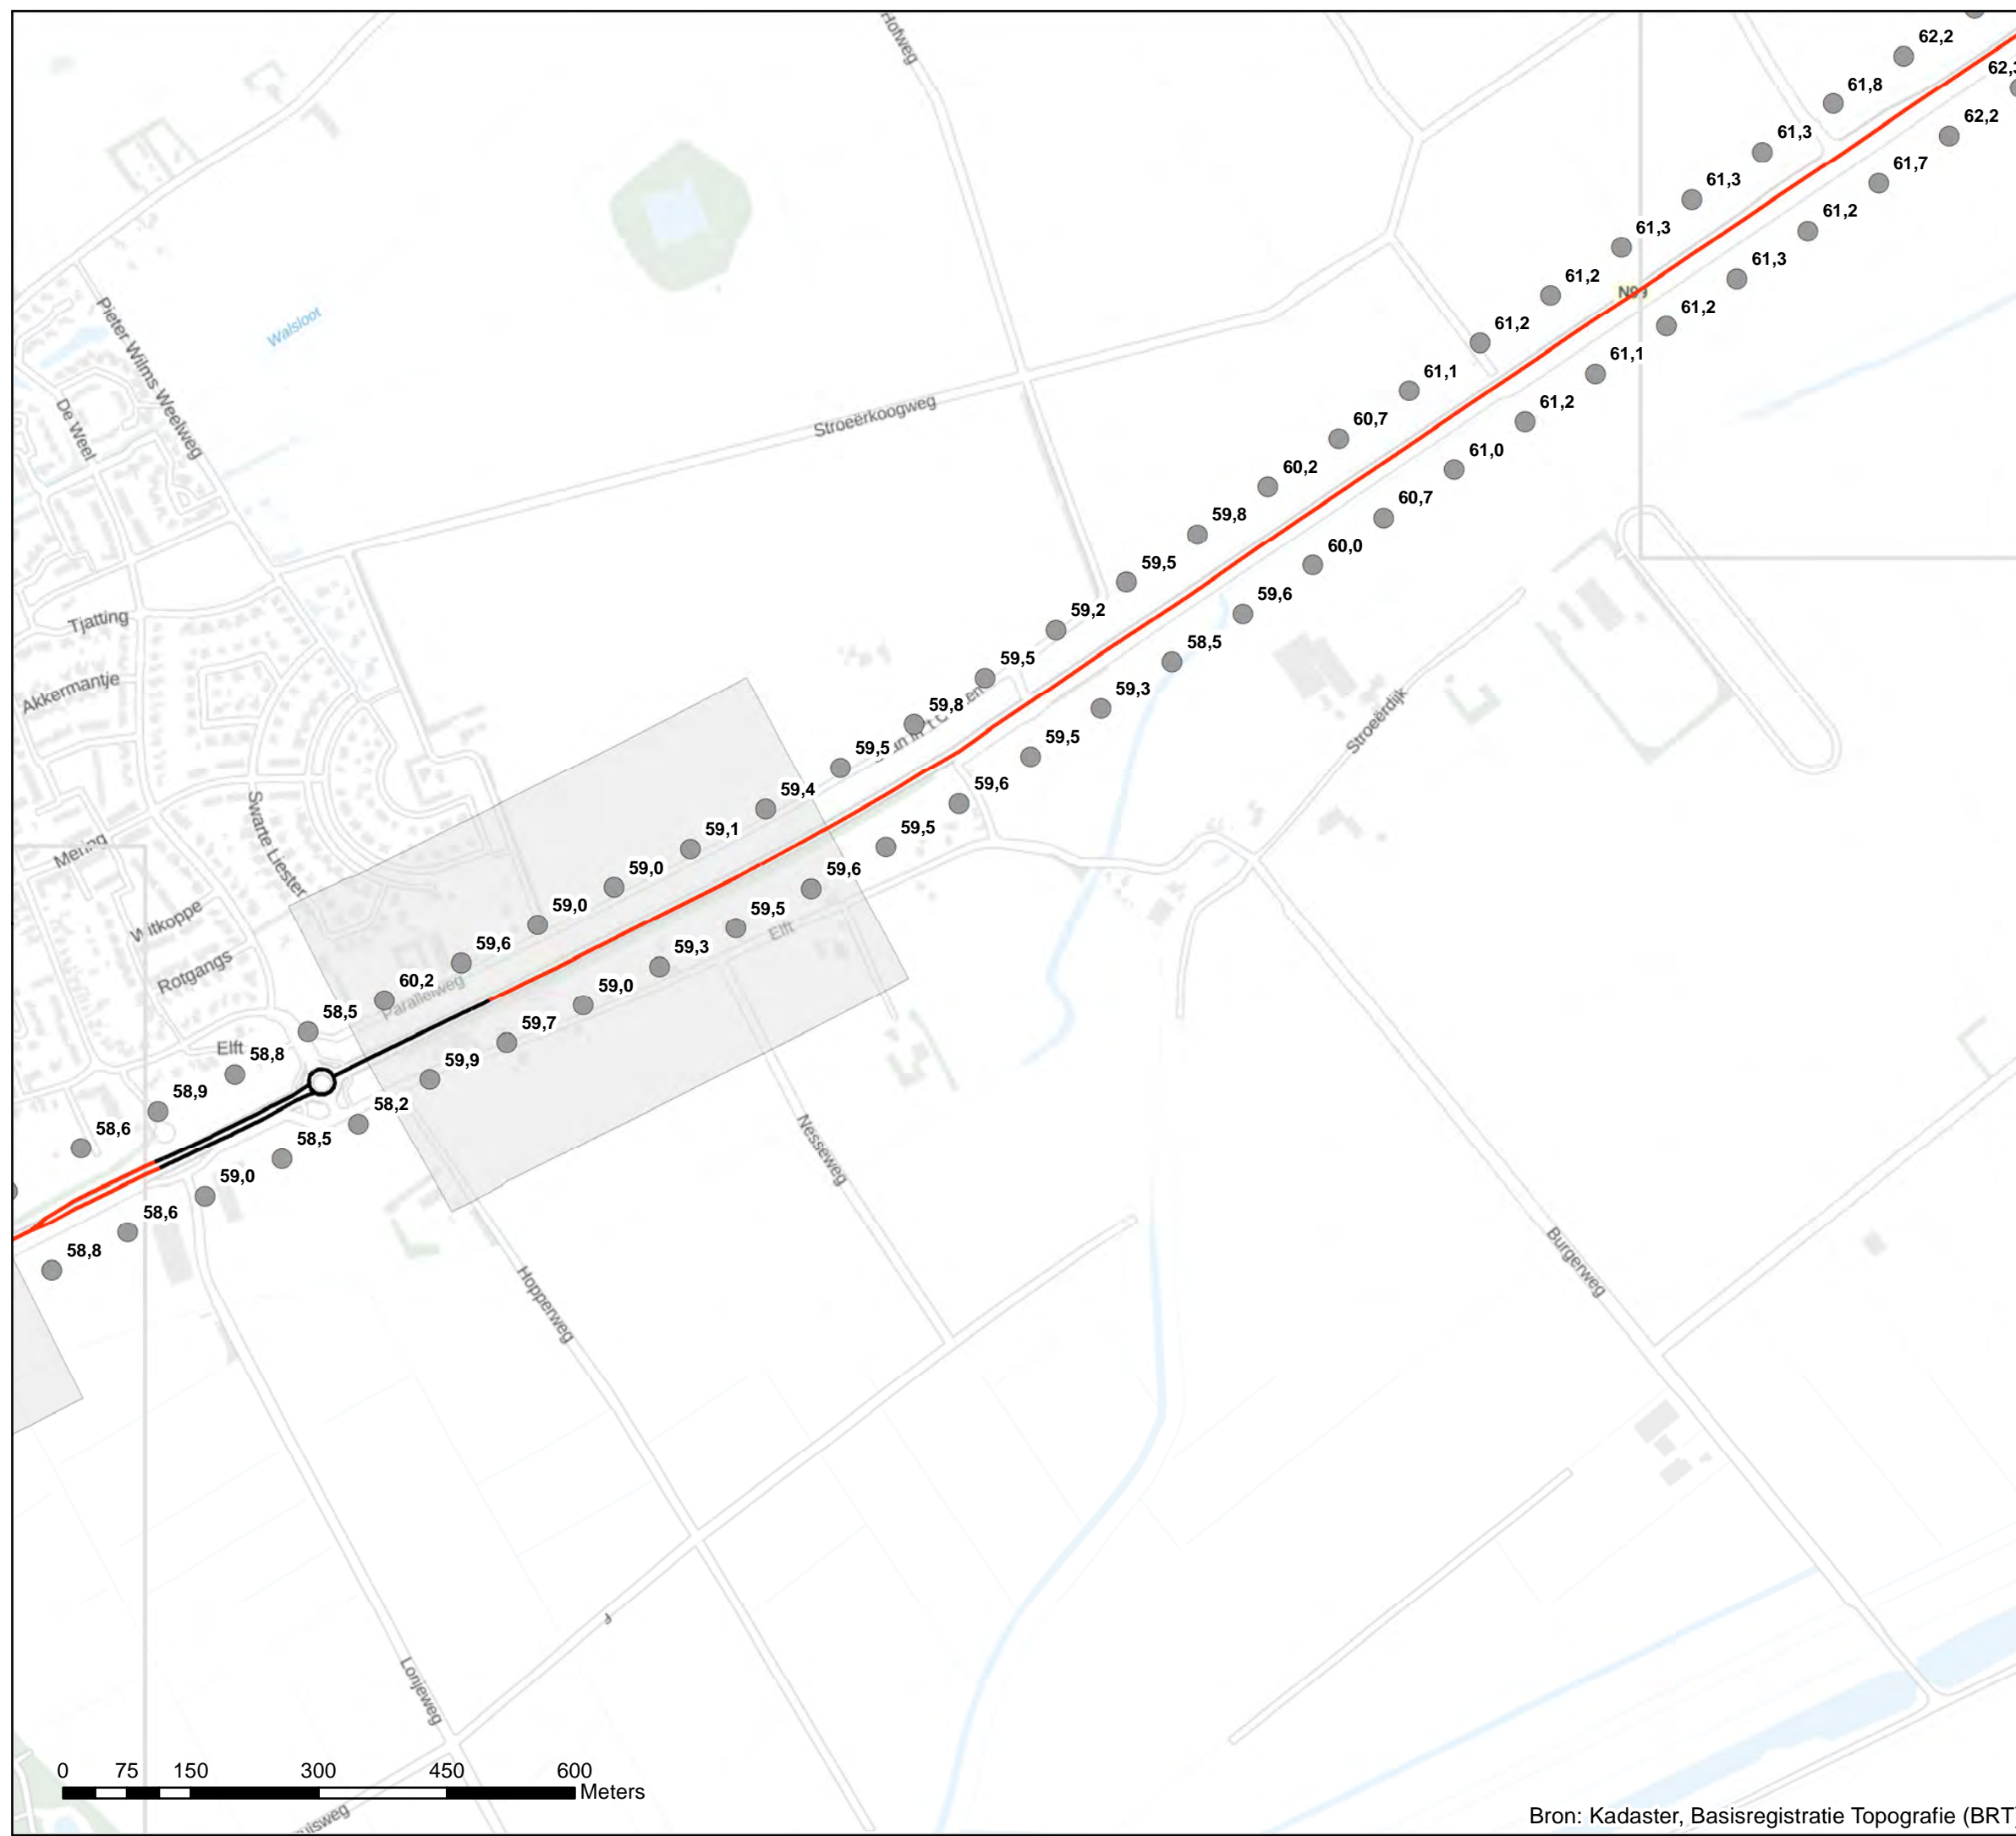 Hofweg
62,2
62,3
61,8
62,2
61,3
61,7
61,3
61,2
61,3
61,3
Walsloot
Pieter Wilms Weelweg
61,2
N99
61,2
61,2
61,1
61,1
Stroeërkoogweg
De Weel
60,7
61,2
60,2
61,0
59,8
60,7
59,5
60,0
59,2
59,6
Tjatting
59,5
58,5
Akkermantje
59,8
59,3
Stroeërdijk
59,5
59,5
59,4
59,6
Swarte Liester
59,1
59,5
Meung
59,0
59,6
59,0
59,5
Elft
Witkoppe
59,6
59,3
Rotgangs
60,2
59,0
Parallelweg
58,5
59,7
Elft
58,8
59,9
58,9
58,2
58,6
58,5
Nesseweg
59,0
58,6
58,8
Hopperweg
Burgerweg
Lonjeweg
0 75 150 300 450 600
Meters
Bron: Kadaster, Basisregistratie Topografie (BRT